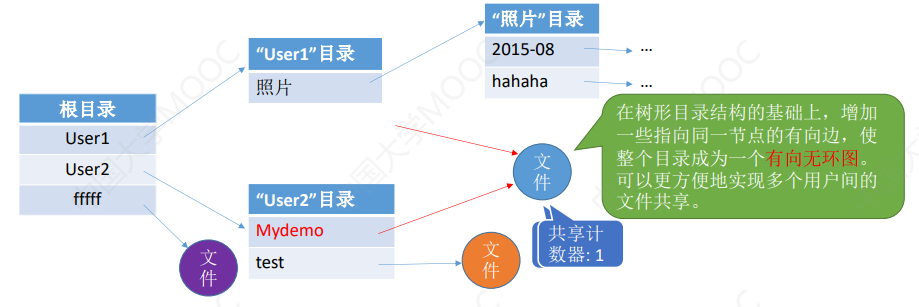 “照片”目录
2015-08
...
hahaha
...
“User1”目录
照片
根目录
User1
User2
fffff
文
件
“User2”目录
Mydemo
test
文
件
文
件
共享计
数器: 1
在树形目录结构的基础上，增加
一些指向同一节点的有向边，使
整个目录成为一个有向无环图。
可以更方便地实现多个用户间的
文件共享。
国大学MOOC